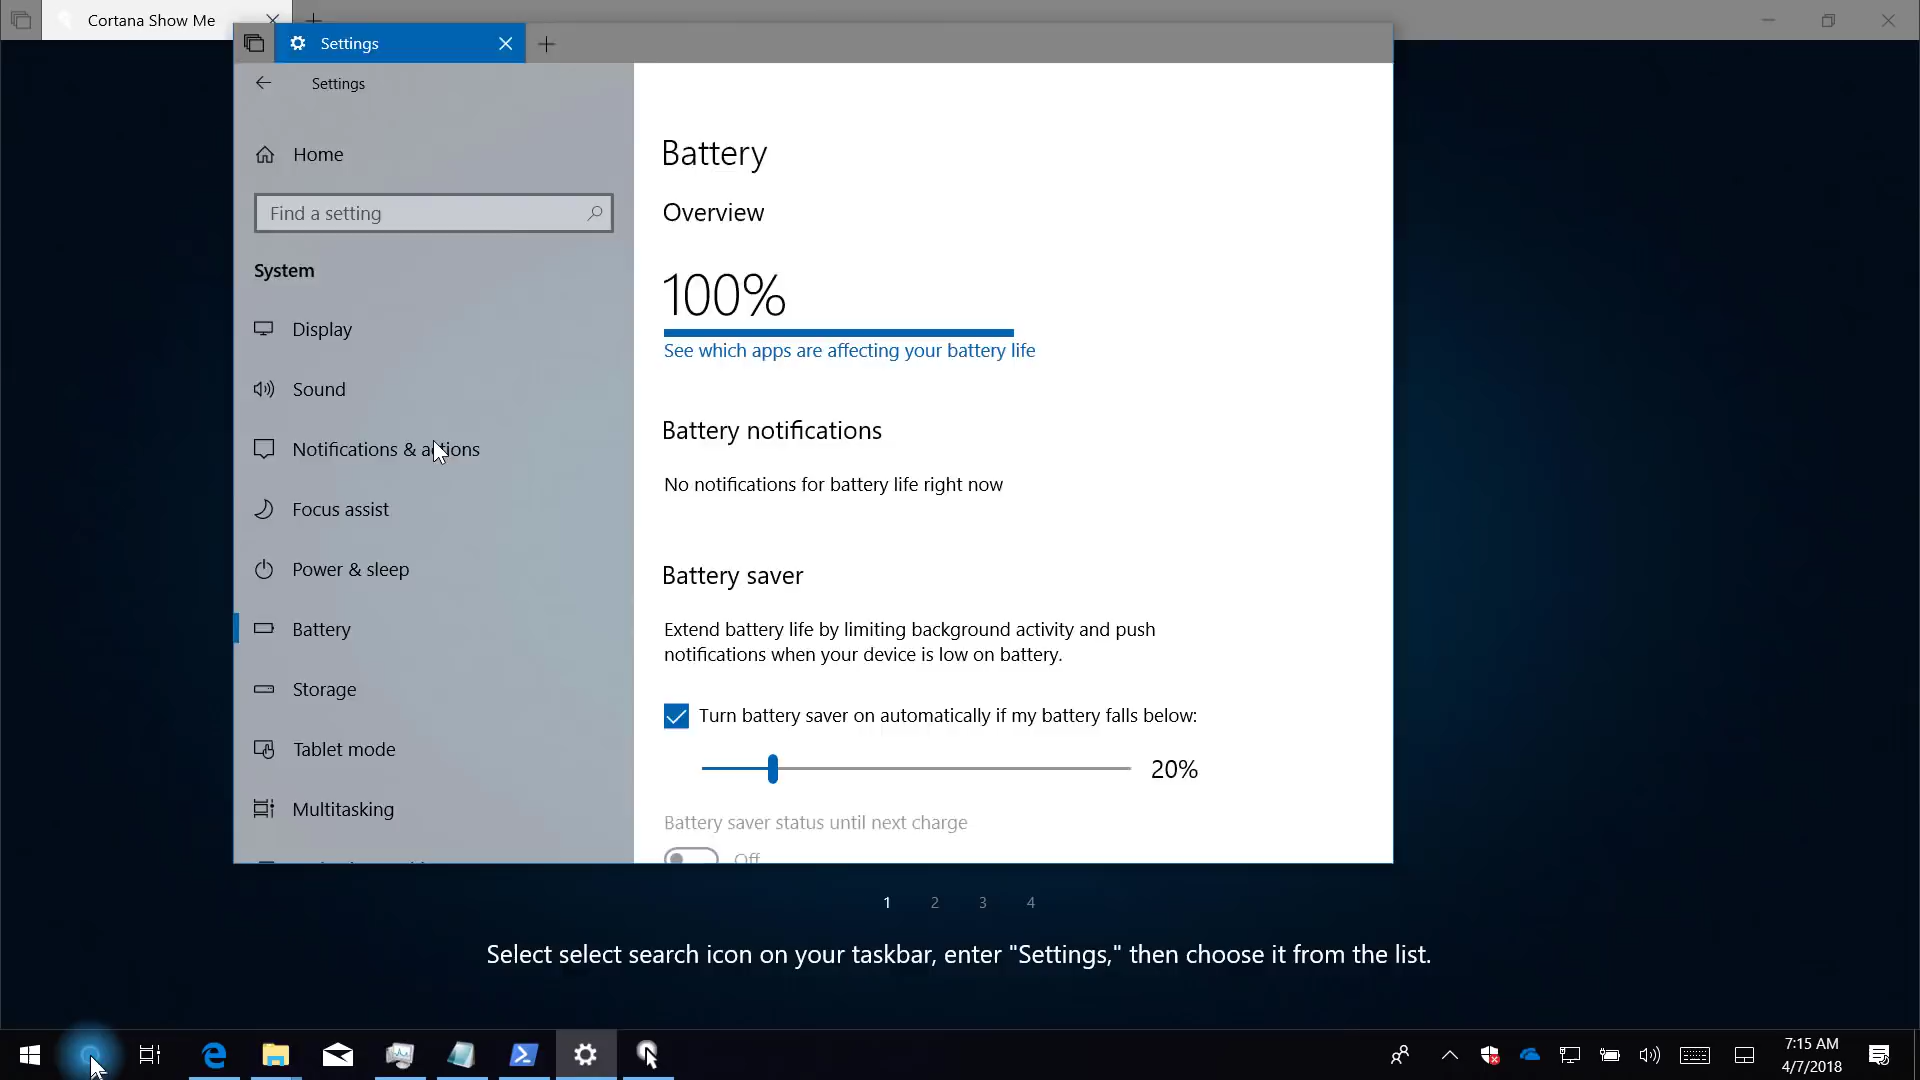 Cortana Show Me
Settings
Settings
Home
Find a setting
System
Display
Sound
Notifications & actions
Focus assist
Power & sleep
Battery
Storage
Tablet mode
Multitasking
Battery
Overview
100%
See which apps are affecting your battery life
Battery notifications
No notifications for battery life right now
Battery saver
Extend battery life by limiting background activity and push
notifications when your device is low on battery.
Turn battery saver on automatically if my battery falls below:
20%
Battery saver status until next charge
Off
1 2 3 4
Select select search icon on your taskbar, enter "Settings," then choose it from the list.
7:15 AM
4/7/2018